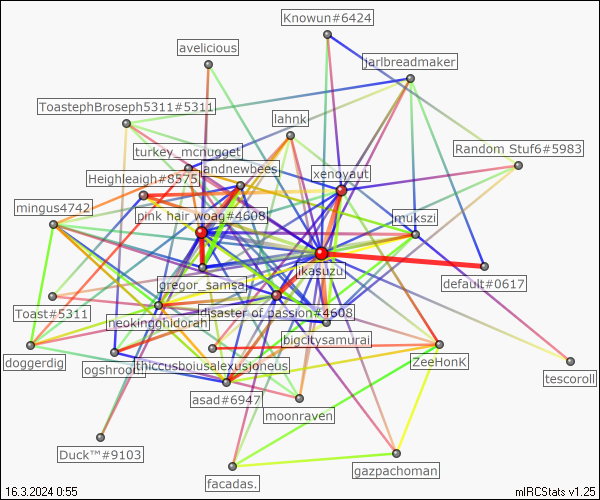 Knowun#6424
avelicious
jarlbreadmaker
ToastephBroseph5311#5311
lahnk
turkey_mcnugget
Random Stuf6#5983
andnewbees
xenoyaut
Heighleaigh#8575
mingus4742
pink hair woag#4608
mukszi
jikasuzu
gregor_samsa
default#0617
Toast#5311
disaster of passion#4608
neokingghidorah
bigcitysamurai
doggerdig
ogshroom
thiccusboiusalexusjoneus
ZeeHonK
tescoroll
asad#6947
moonraven
Duck™#9103
gazpachoman
facadas.
16.3.2024 0:55
mIRCStats v1.25